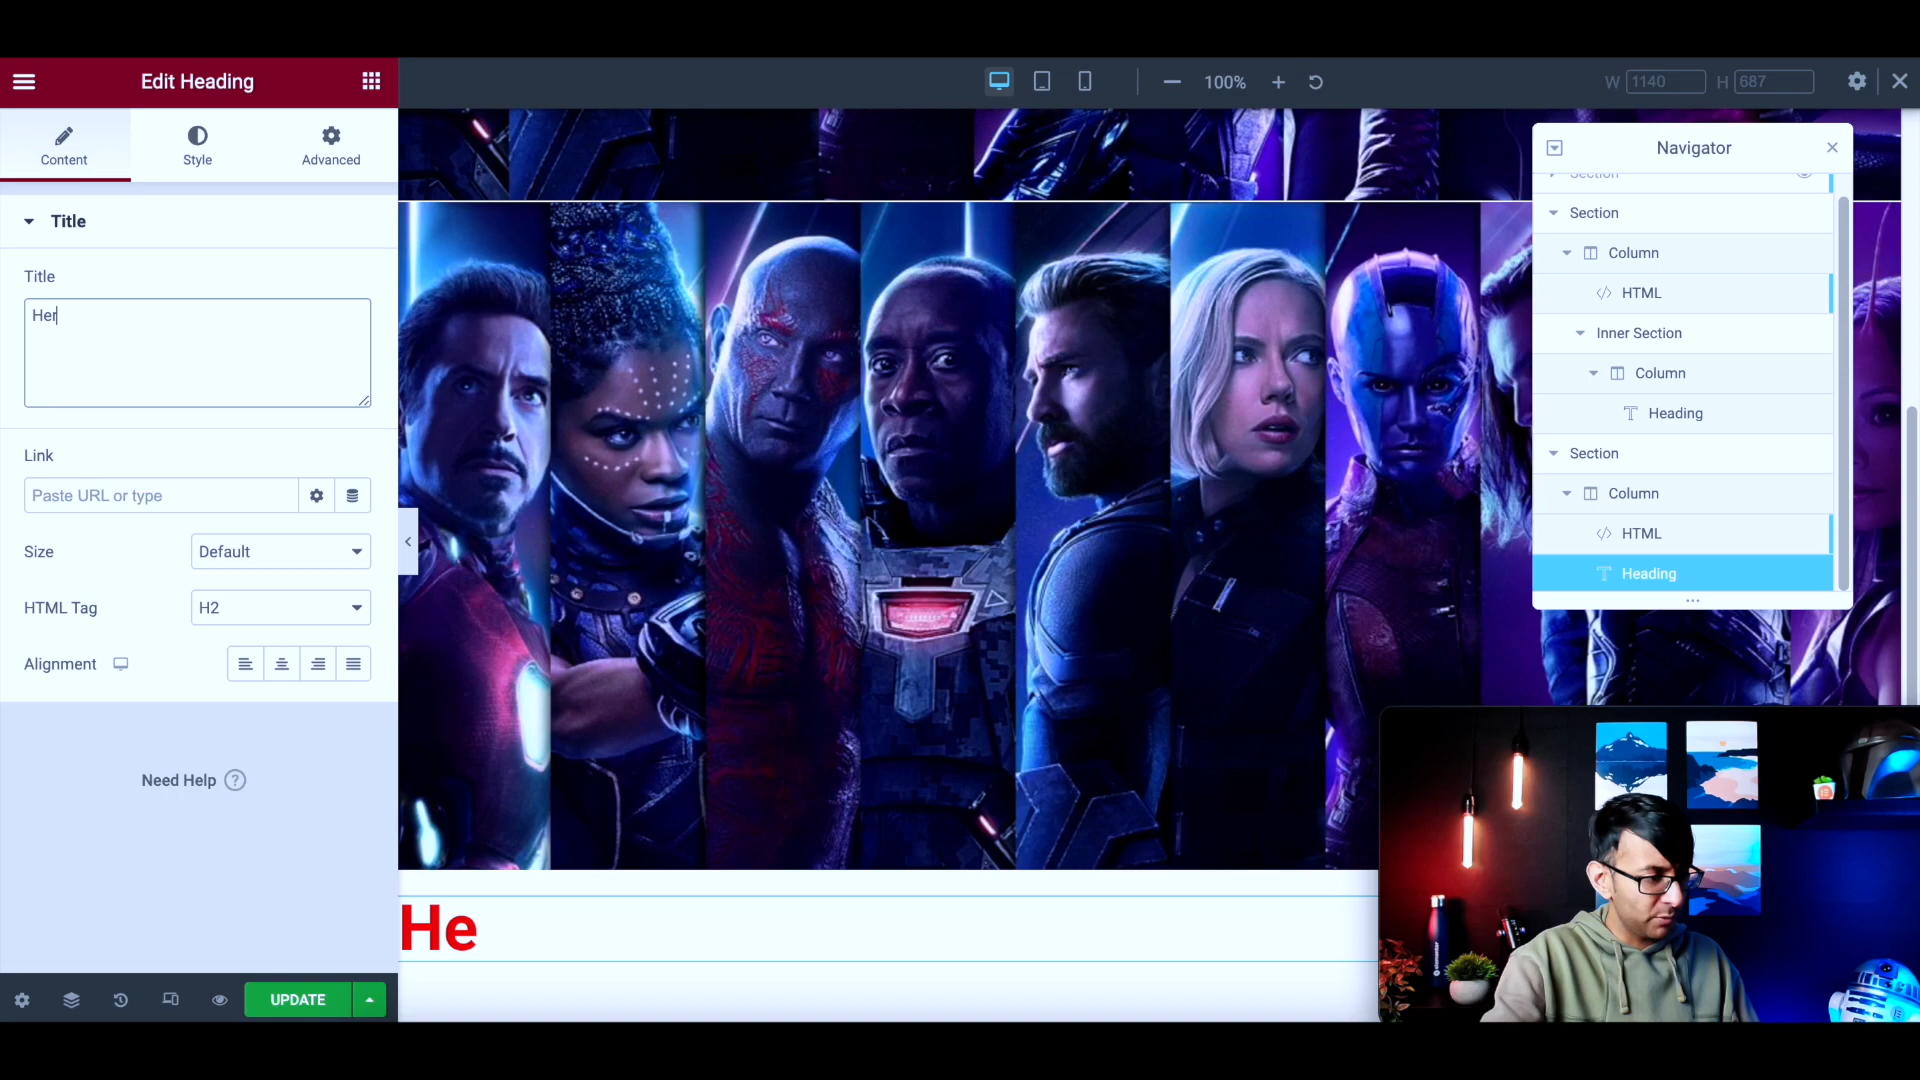 Edit Heading
100%
W 1140 H 687
Content
Style
Advanced
Title
Title
Her
Link
Paste URL or type
Size
Default
HTML Tag
H2
Alignment
Need Help ?
UPDATE
Navigator
Section
Section
Column
</> HTML
Inner Section
Column
Heading
Section
Column
</> HTML
Heading
He